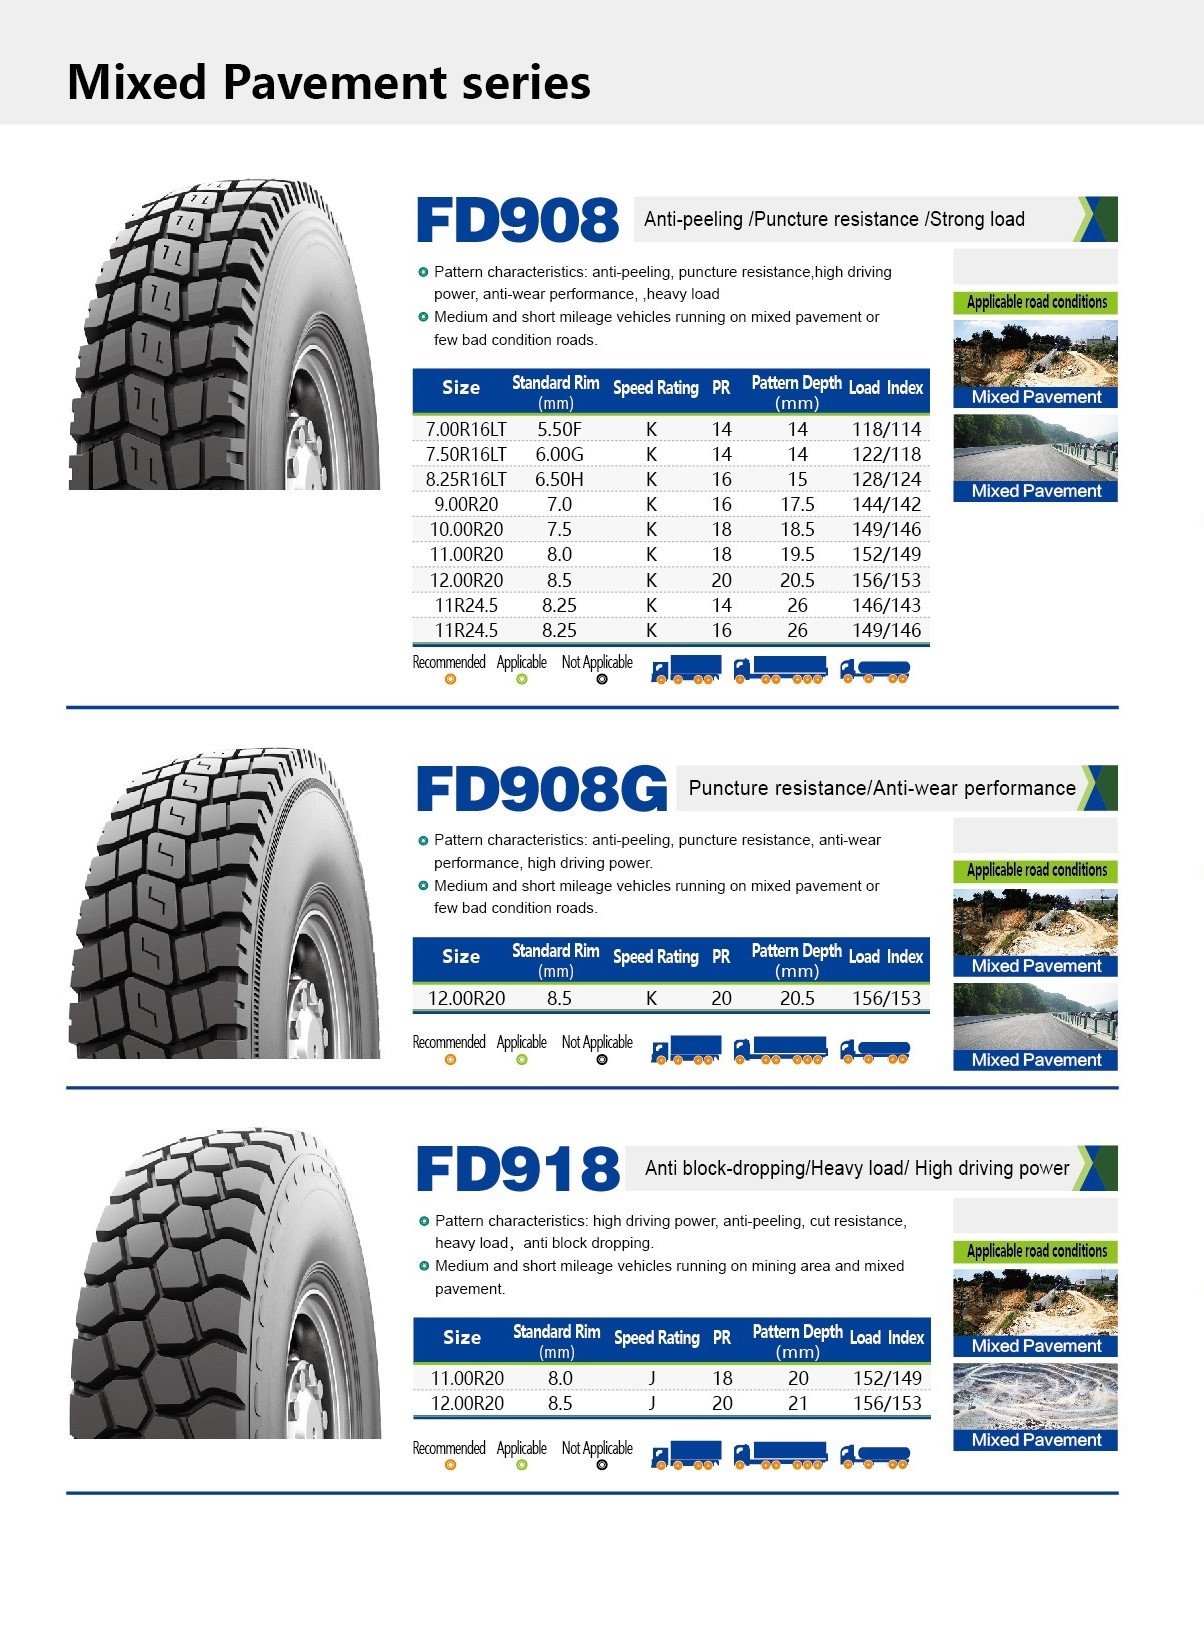 Mixed Pavement series
FD908
Anti-peeling /Puncture resistance /Strong load
Pattern characteristics: anti-peeling, puncture resistance,high driving
power, anti-wear performance, ,heavy load
Medium and short mileage vehicles running on mixed pavement or
few bad condition roads.
Applicable road conditions
Mixed Pavement
Mixed Pavement
Size Standard Rim (mm) Speed Rating PR Pattern Depth (mm) Load Index
7.00R16LT 5.50F K 14 14 118/114
7.50R16LT 6.00G K 14 14 122/118
8.25R16LT 6.50H K 16 15 128/124
9.00R20 7.0 K 16 17.5 144/142
10.00R20 7.5 K 18 18.5 149/146
11.00R20 8.0 K 18 19.5 152/149
12.00R20 8.5 K 20 20.5 156/153
11R24.5 8.25 K 14 26 146/143
11R24.5 8.25 K 16 26 149/146
Recommended Applicable Not Applicable
FD908G
Puncture resistance/Anti-wear performance
Pattern characteristics: anti-peeling, puncture resistance, anti-wear
performance, high driving power.
Medium and short mileage vehicles running on mixed pavement or
few bad condition roads.
Applicable road conditions
Mixed Pavement
Mixed Pavement
Size Standard Rim (mm) Speed Rating PR Pattern Depth (mm) Load Index
12.00R20 8.5 K 20 20.5 156/153
Recommended Applicable Not Applicable
FD918
Anti block-dropping/Heavy load/ High driving power
Pattern characteristics: high driving power, anti-peeling, cut resistance,
heavy load，anti block dropping.
Medium and short mileage vehicles running on mining area and mixed
pavement.
Applicable road conditions
Mixed Pavement
Mixed Pavement
Size Standard Rim (mm) Speed Rating PR Pattern Depth (mm) Load Index
11.00R20 8.0 J 18 20 152/149
12.00R20 8.5 J 20 21 156/153
Recommended Applicable Not Applicable